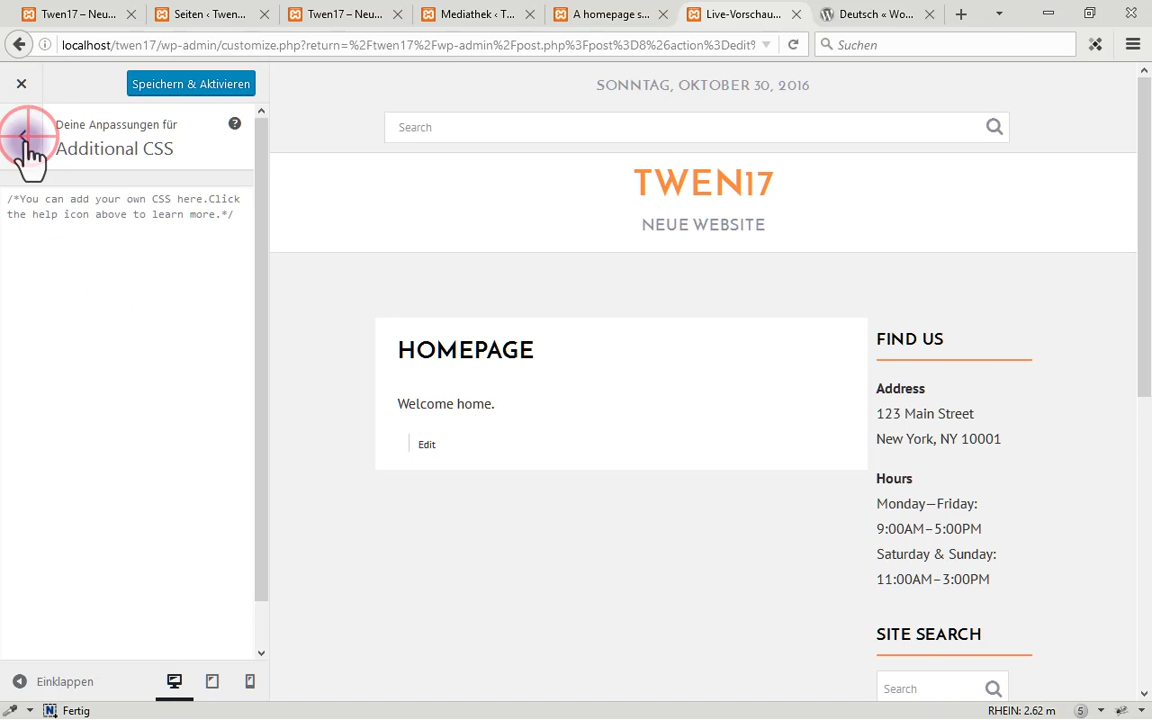 Twen17 – Neu...
Seiten ‹ Twen...
Twen17 – Neu...
Mediathek ‹ T...
A homepage s...
Live-Vorschau...
Deutsch « Wo...
localhost/twen17/wp-admin/customize.php?return=%2Ftwen17%2Fwp-admin%2Fpost.php%3Fpost%3D8%26action%3Dedit%
Suchen
Speichern & Aktivieren
Deine Anpassungen für
Additional CSS
/*You can add your own CSS here.Click
the help icon above to learn more.*/
Einklappen
SONNTAG, OKTOBER 30, 2016
Search
TWEN17
NEUE WEBSITE
HOMEPAGE
Welcome home.
Edit
FIND US
Address
123 Main Street
New York, NY 10001
Hours
Monday—Friday:
9:00AM–5:00PM
Saturday & Sunday:
11:00AM–3:00PM
SITE SEARCH
Search
Fertig
RHEIN: 2.62 m
5